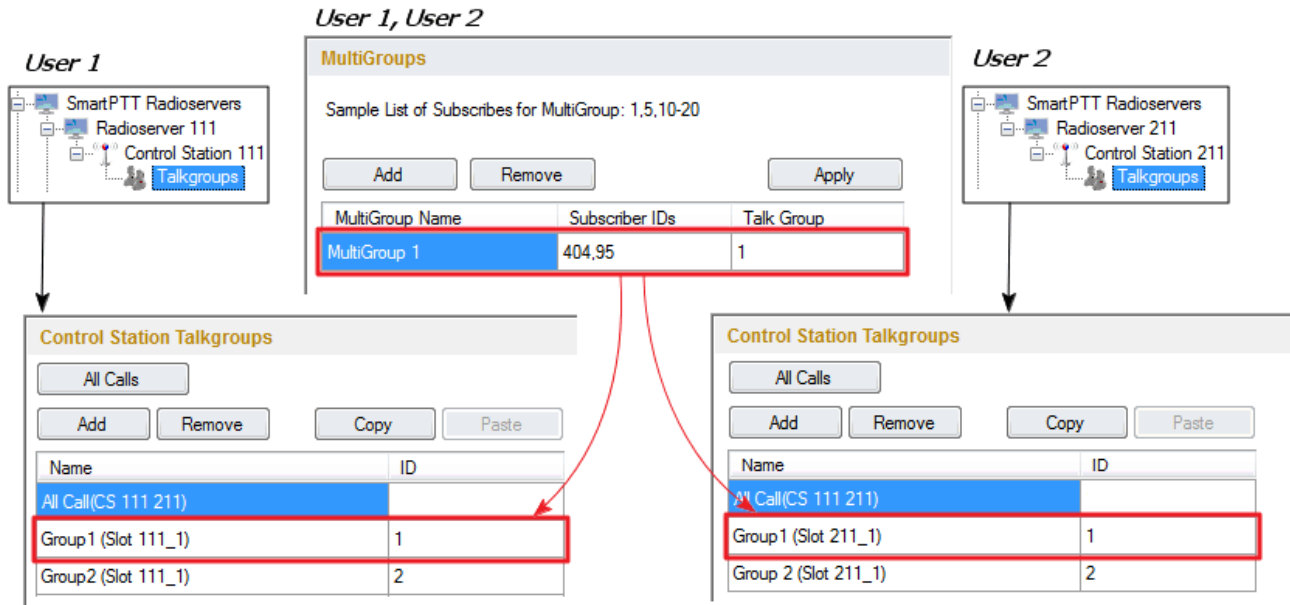 User 1, User 2
User 1
SmartPTT Radioservers
Radioserver 111
Control Station 111
Talkgroups
MultiGroups
Sample List of Subscribes for MultiGroup: 1,5,10-20
Add Remove Apply
MultiGroup Name Subscriber IDs Talk Group
MultiGroup 1 404,95 1
User 2
SmartPTT Radioservers
Radioserver 211
Control Station 211
Talkgroups
Control Station Talkgroups
All Calls
Add Remove Copy Paste
Name ID
All Call(CS 111 211)
Group1 (Slot 111_1) 1
Group2 (Slot 111_1) 2
Control Station Talkgroups
All Calls
Add Remove Copy Paste
Name ID
All Call(CS 111 211)
Group1 (Slot 211_1) 1
Group 2 (Slot 211_1) 2